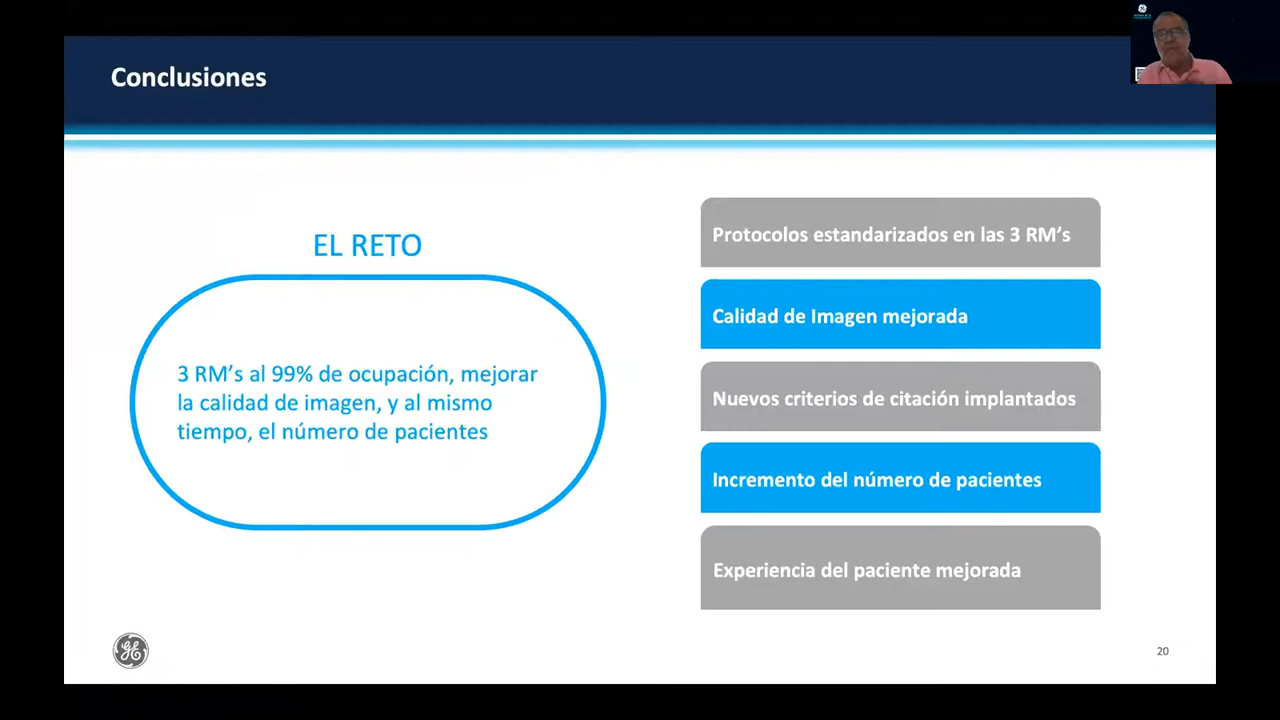 Conclusiones
EL RETO
3 RM's al 99% de ocupación, mejorar
la calidad de imagen, y al mismo
tiempo, el número de pacientes
Protocolos estandarizados en las 3 RM's
Calidad de Imagen mejorada
Nuevos criterios de citación implantados
Incremento del número de pacientes
Experiencia del paciente mejorada
GE
20